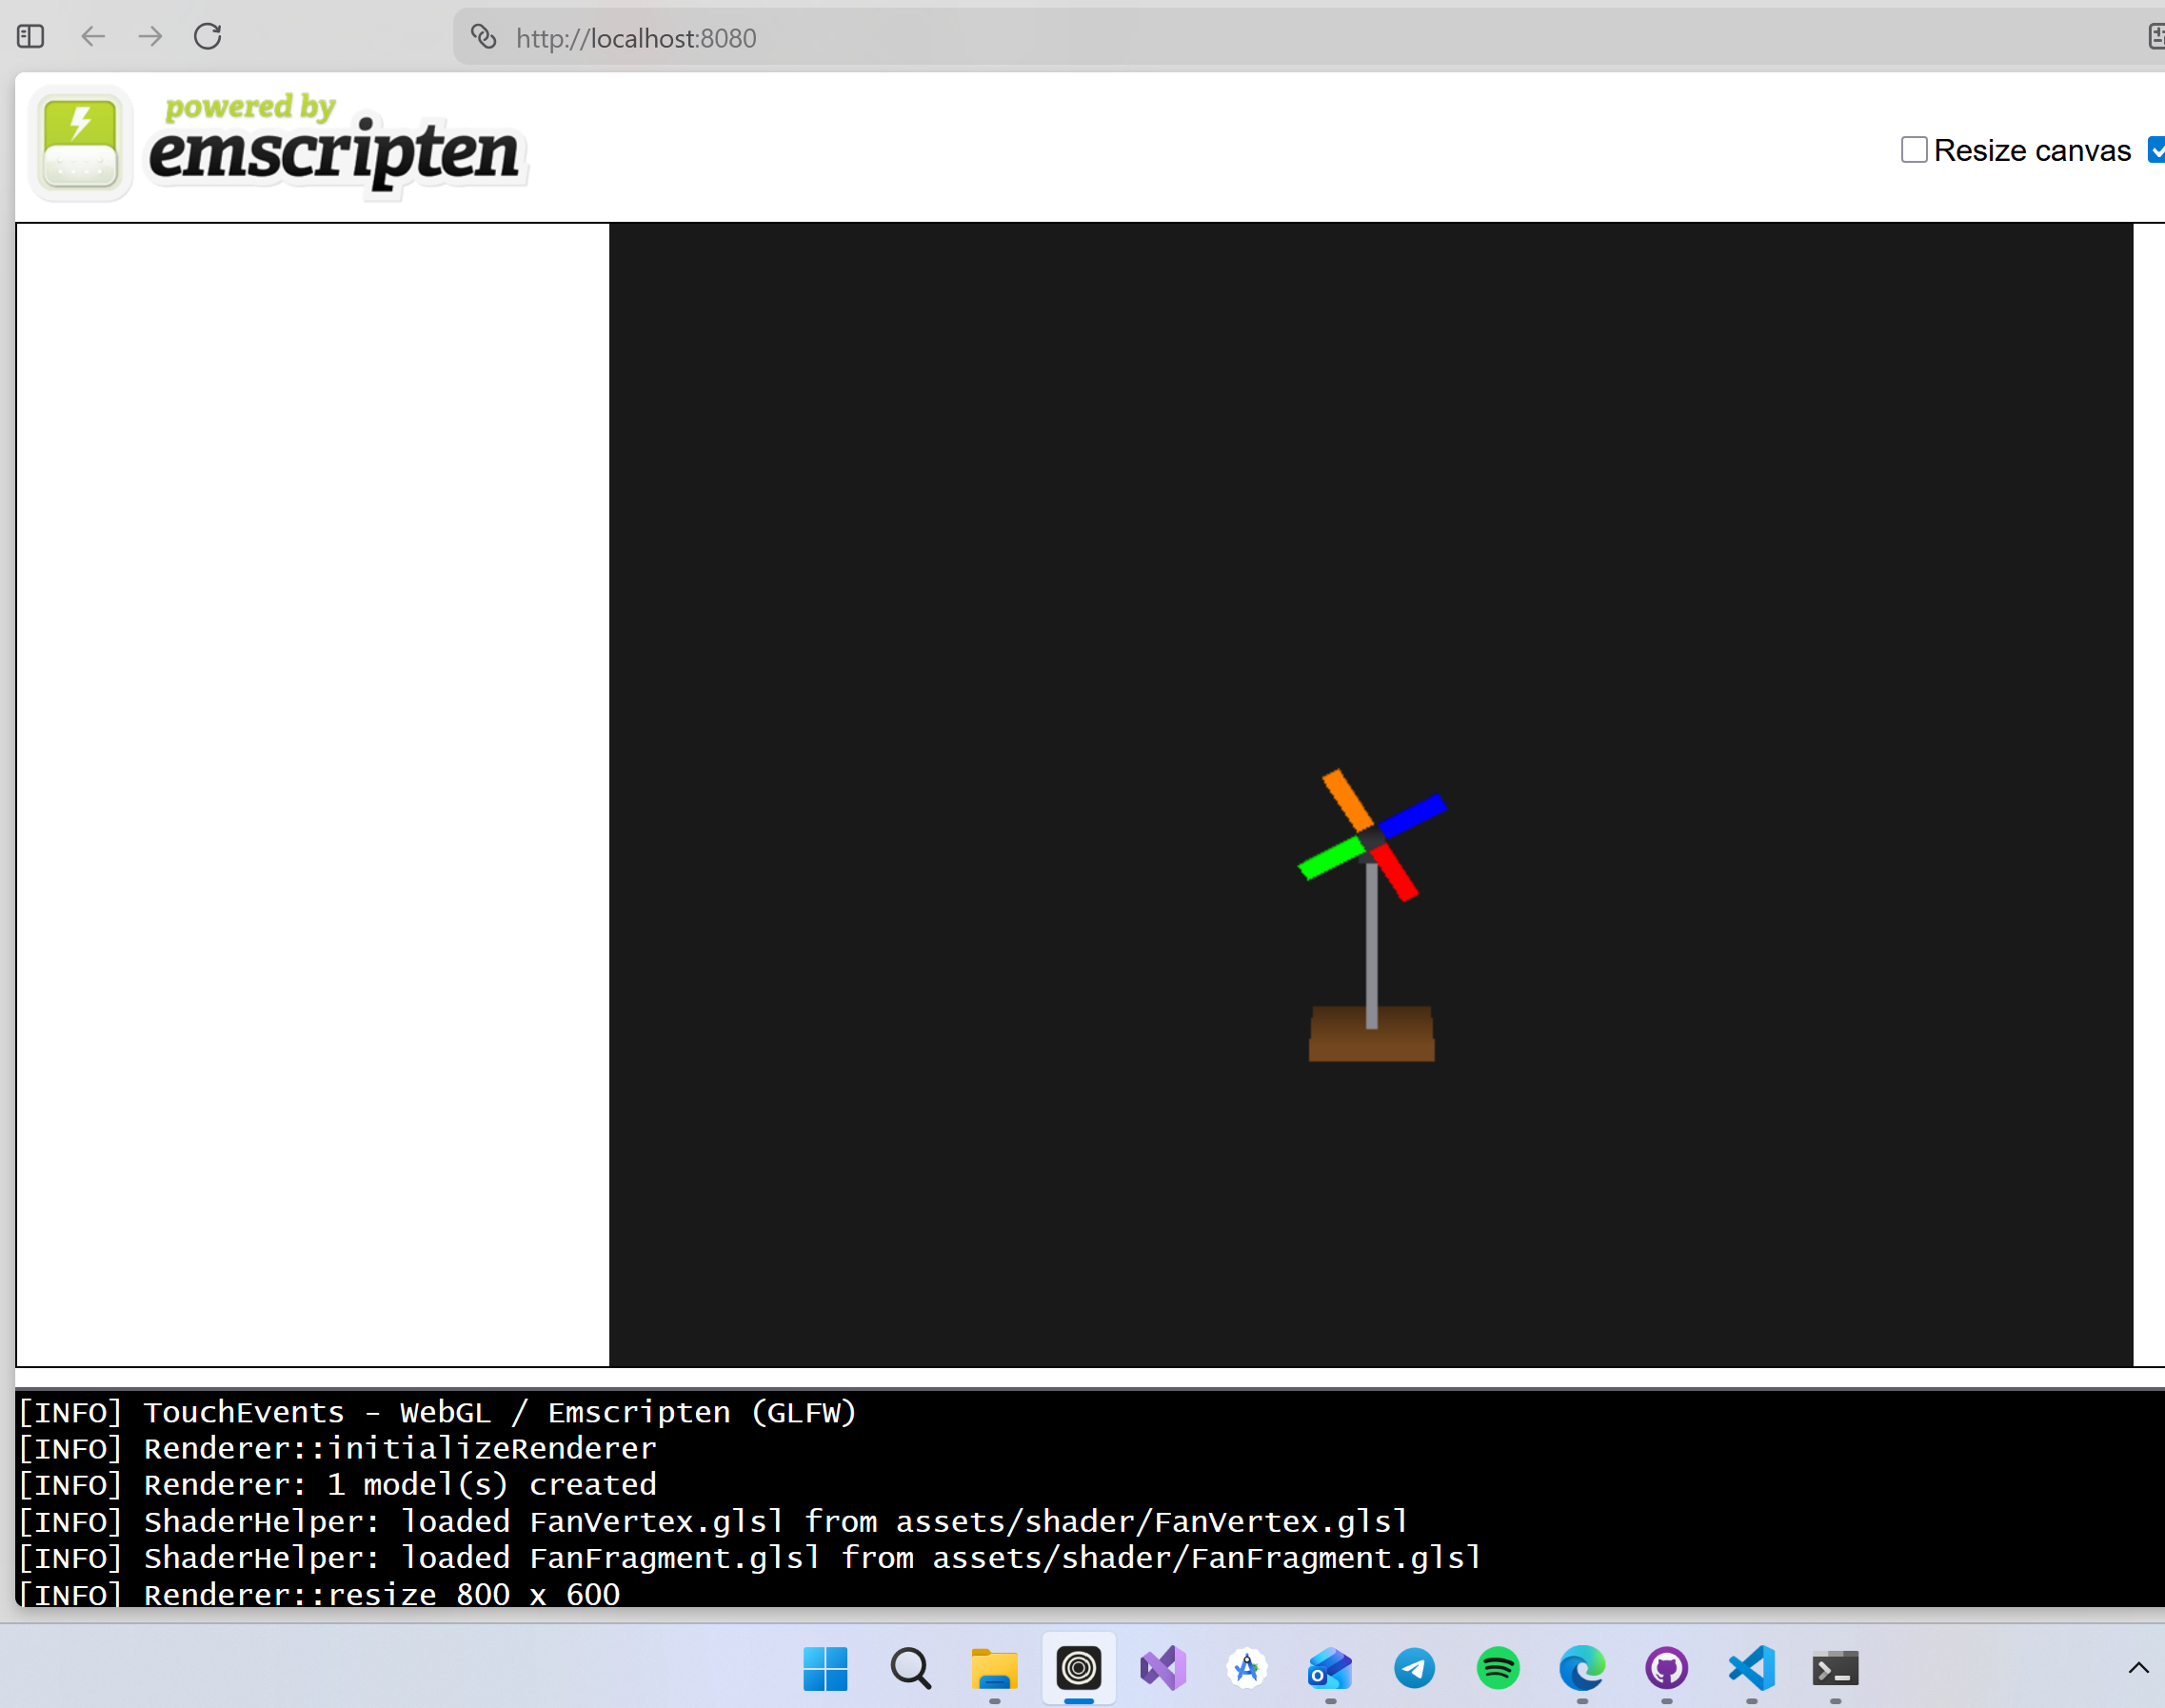 http://localhost:8080
powered by
emscripten
Resize canvas
[INFO] TouchEvents - WebGL / Emscripten (GLFW)
[INFO] Renderer::initializeRenderer
[INFO] Renderer: 1 model(s) created
[INFO] ShaderHelper: loaded FanVertex.glsl from assets/shader/FanVertex.glsl
[INFO] ShaderHelper: loaded FanFragment.glsl from assets/shader/FanFragment.glsl
[INFO] Renderer::resize 800 x 600